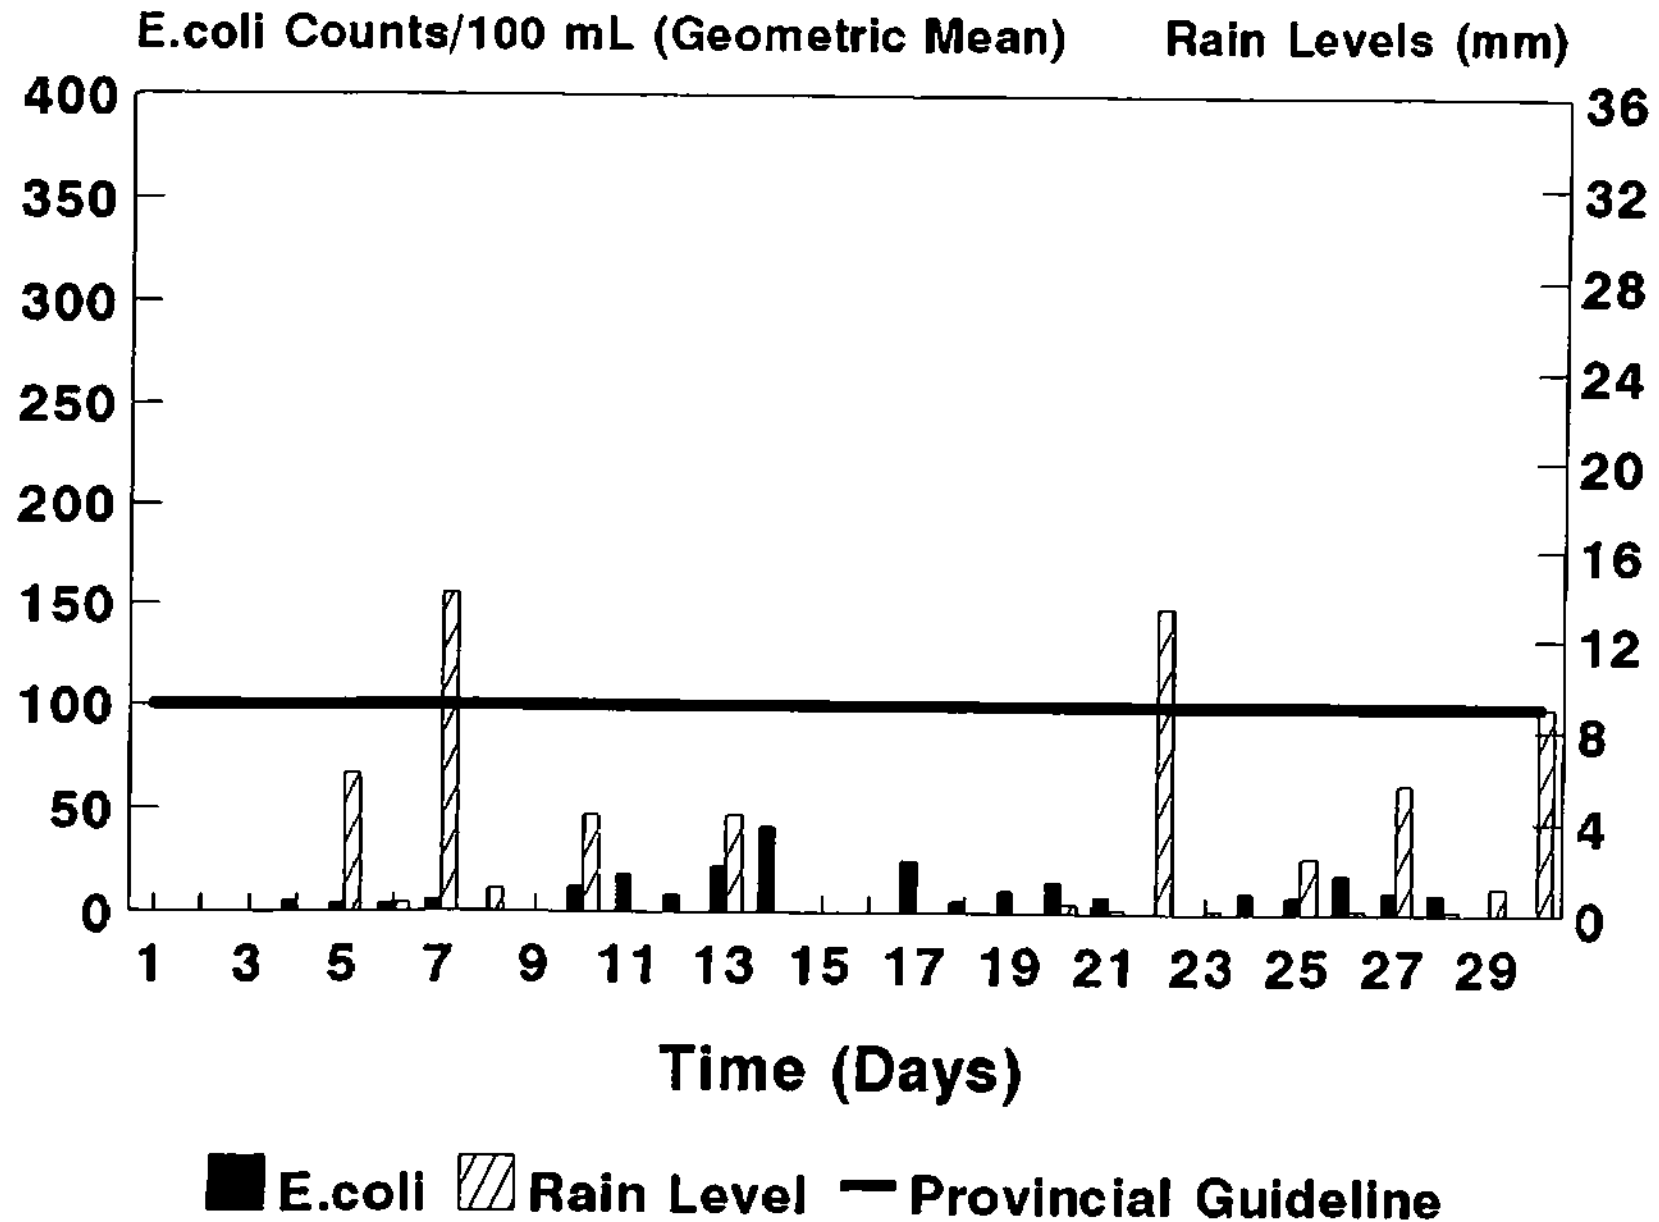 E.coli Counts/100 mL (Geometric Mean) Rain Levels (mm)
400 36
350 32
300 28
250 24
200 20
150 16
100 12
50 8
0 4
0
1 3 5 7 9 11 13 15 17 19 21 23 25 27 29
Time (Days)
E.coli Rain Level Provincial Guideline